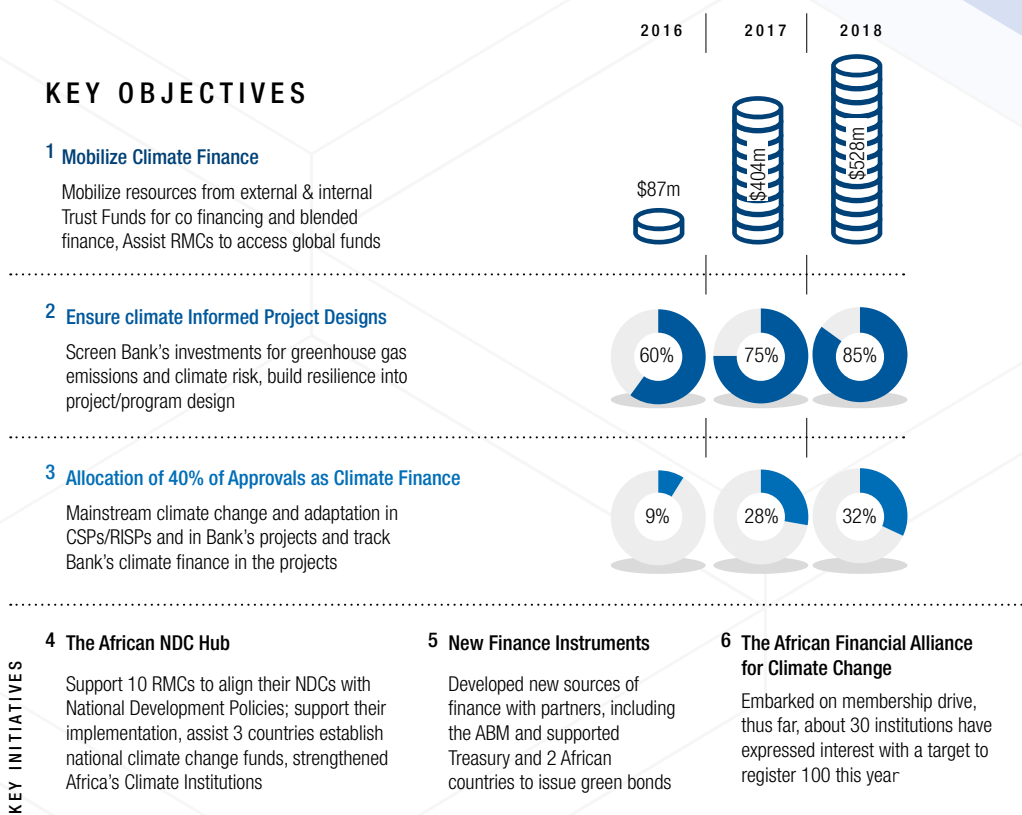 2016
2017
2018
KEY OBJECTIVES
1 Mobilize Climate Finance
Mobilize resources from external & internal
Trust Funds for co financing and blended
finance, Assist RMCs to access global funds
$87m
$404m
$528m
2 Ensure climate Informed Project Designs
Screen Bank's investments for greenhouse gas
emissions and climate risk, build resilience into
project/program design
60%
75%
85%
3 Allocation of 40% of Approvals as Climate Finance
Mainstream climate change and adaptation in
CSPs/RISPs and in Bank's projects and track
Bank's climate finance in the projects
9%
28%
32%
KEY INITIATIVES
4 The African NDC Hub
Support 10 RMCs to align their NDCs with
National Development Policies; support their
implementation, assist 3 countries establish
national climate change funds, strengthened
Africa's Climate Institutions
5 New Finance Instruments
Developed new sources of
finance with partners, including
the ABM and supported
Treasury and 2 African
countries to issue green bonds
6 The African Financial Alliance
for Climate Change
Embarked on membership drive,
thus far, about 30 institutions have
expressed interest with a target to
register 100 this year